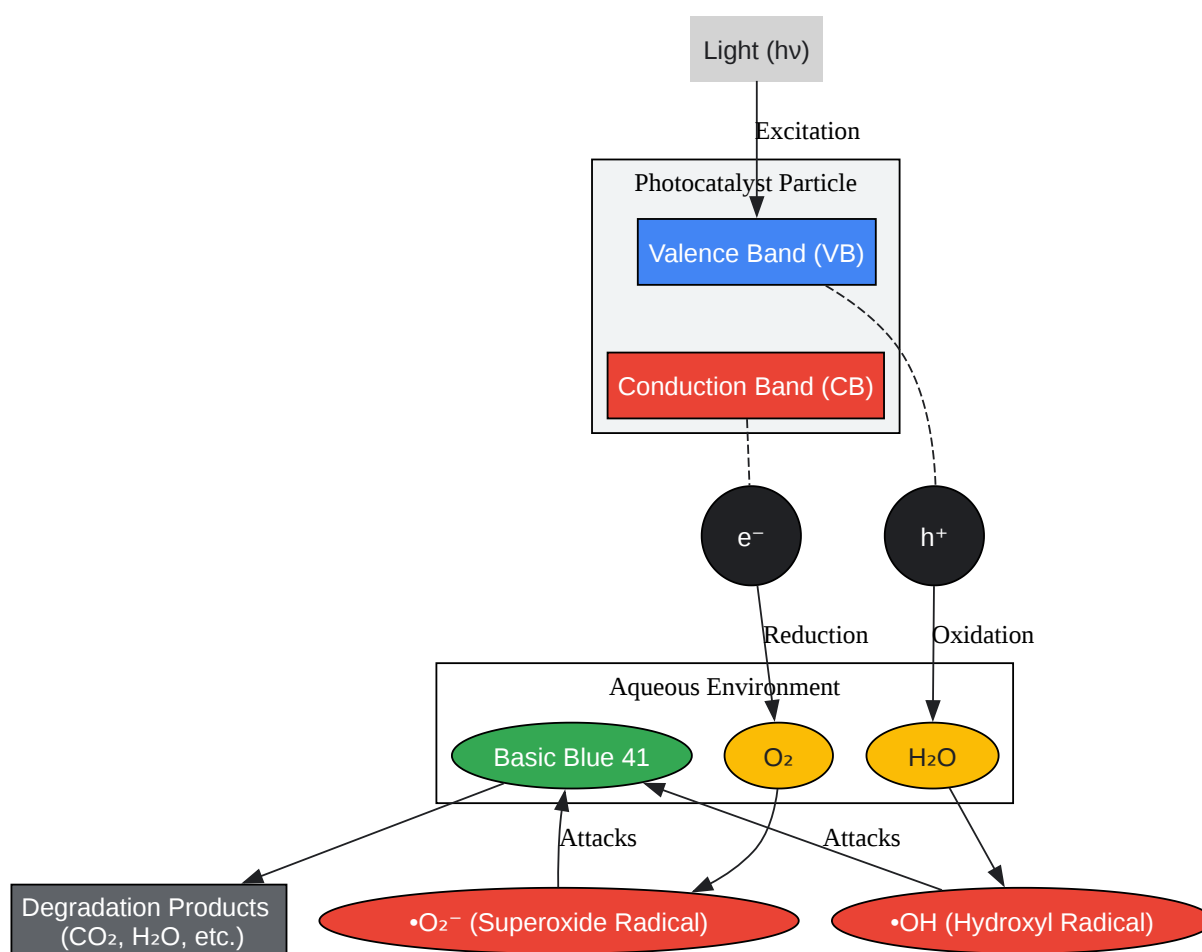 Light (hν)
Excitation
Photocatalyst Particle
Valence Band (VB)
Conduction Band (CB)
e⁻
h⁺
Reduction
Oxidation
Aqueous Environment
Basic Blue 41
O₂
H₂O
Attacks
Attacks
Degradation Products
(CO₂, H₂O, etc.)
•O₂⁻ (Superoxide Radical)
•OH (Hydroxyl Radical)